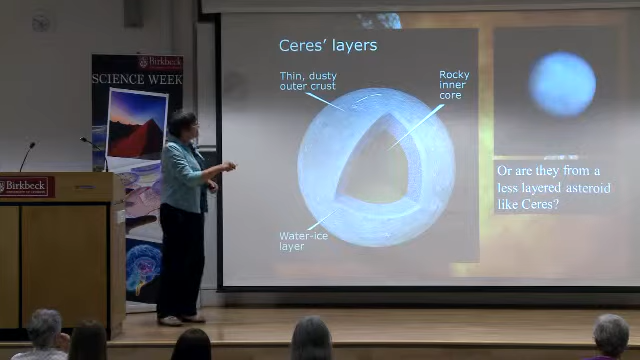 Birkbeck
SCIENCE WEEK
Birkbeck
Ceres' layers
Thin, dusty
outer crust
Rocky
inner
core
Water-ice
layer
Or are they from a
less layered asteroid
like Ceres?